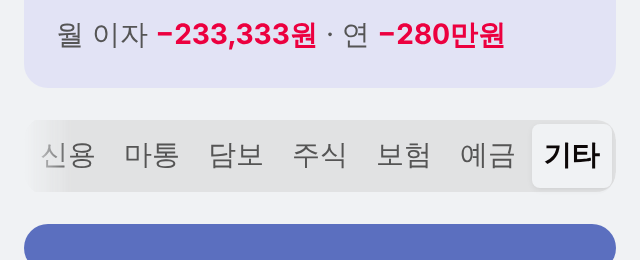 월 이자 −233,333원 · 연 −280만원
신용 마통 담보 주식 보험 예금 기타